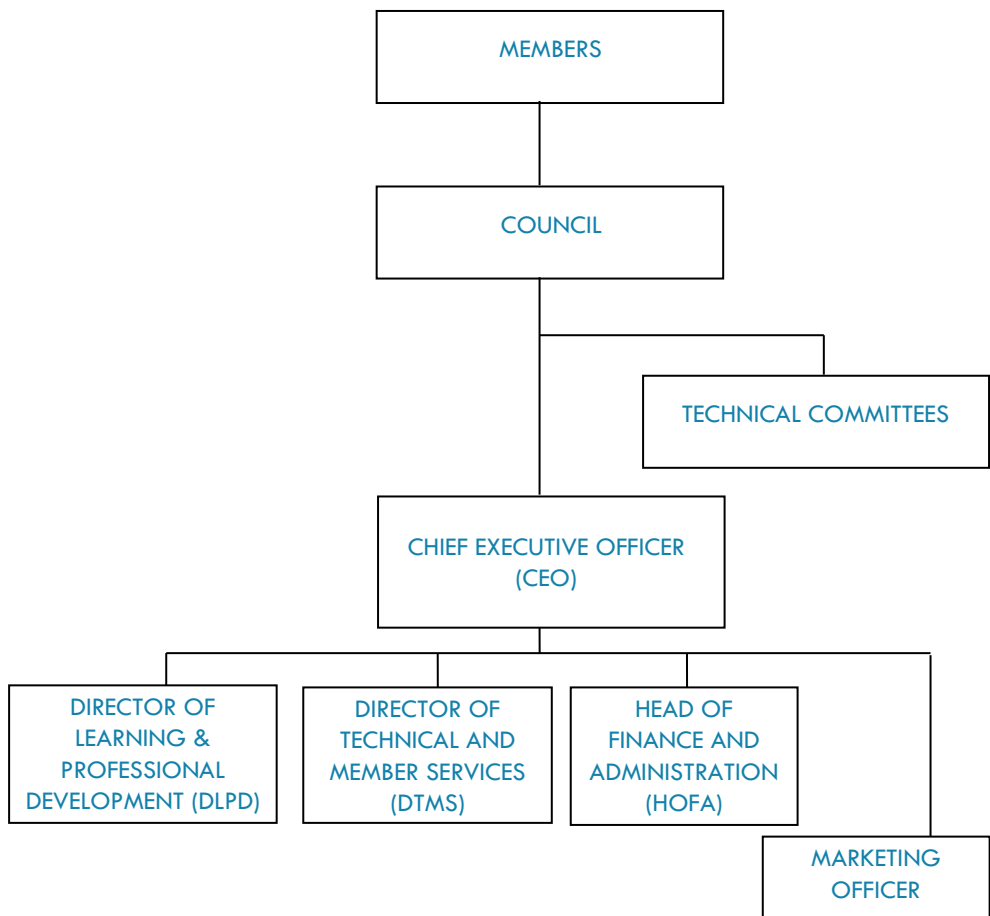 MEMBERS
COUNCIL
TECHNICAL COMMITTEES
CHIEF EXECUTIVE OFFICER
(CEO)
DIRECTOR OF
LEARNING &
PROFESSIONAL
DEVELOPMENT (DLPD)
DIRECTOR OF
TECHNICAL AND
MEMBER SERVICES
(DTMS)
HEAD OF
FINANCE AND
ADMINISTRATION
(HOFA)
MARKETING
OFFICER